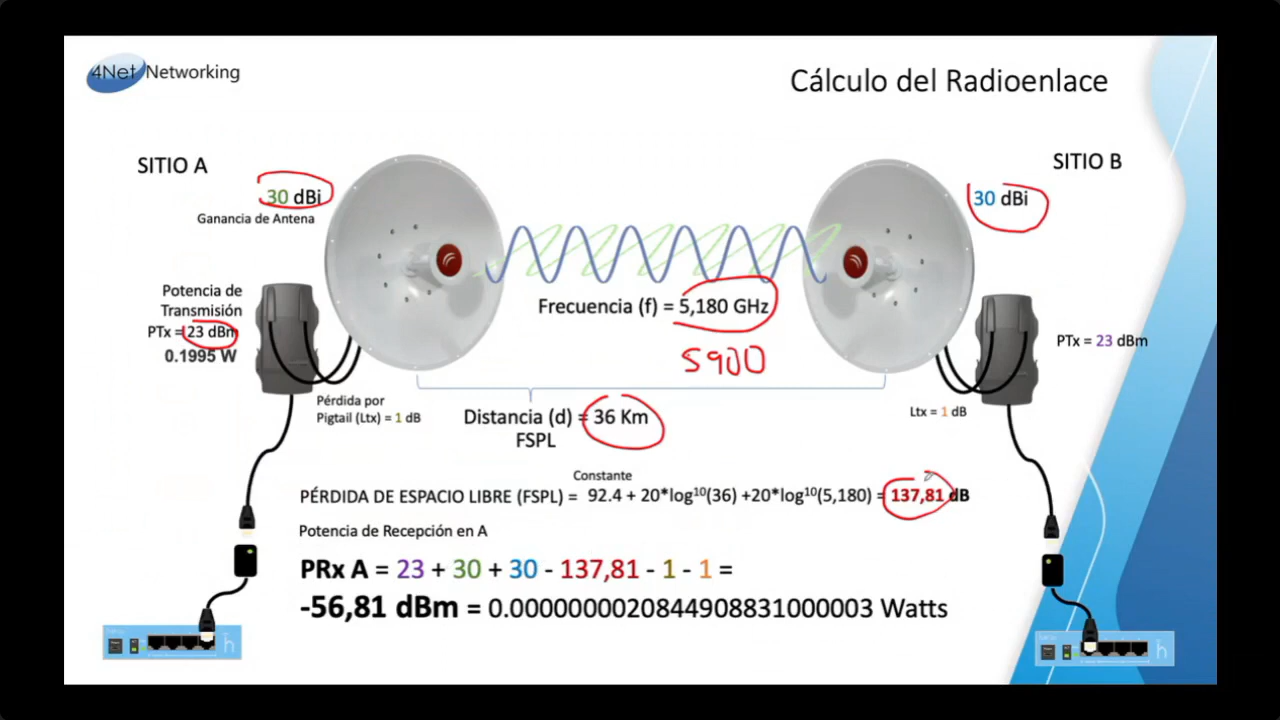 4Net Networking
Cálculo del Radioenlace
SITIO A
SITIO B
30 dBi
Ganancia de Antena
30 dBi
Potencia de
Transmisión
PTx = 23 dBm
0.1995 W
Frecuencia (f) = 5,180 GHz
5900
PTx = 23 dBm
Pérdida por
Pigtail (Ltx) = 1 dB
Distancia (d) = 36 Km
FSPL
Ltx = 1 dB
Constante
PÉRDIDA DE ESPACIO LIBRE (FSPL) = 92.4 + 20*log¹⁰(36) +20*log¹⁰(5,180) = 137,81 dB
Potencia de Recepción en A
PRx A = 23 + 30 + 30 - 137,81 - 1 - 1 =
-56,81 dBm = 0.0000000020844908831000003 Watts